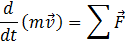 d/dt (mv⃗) = ∑ F⃗